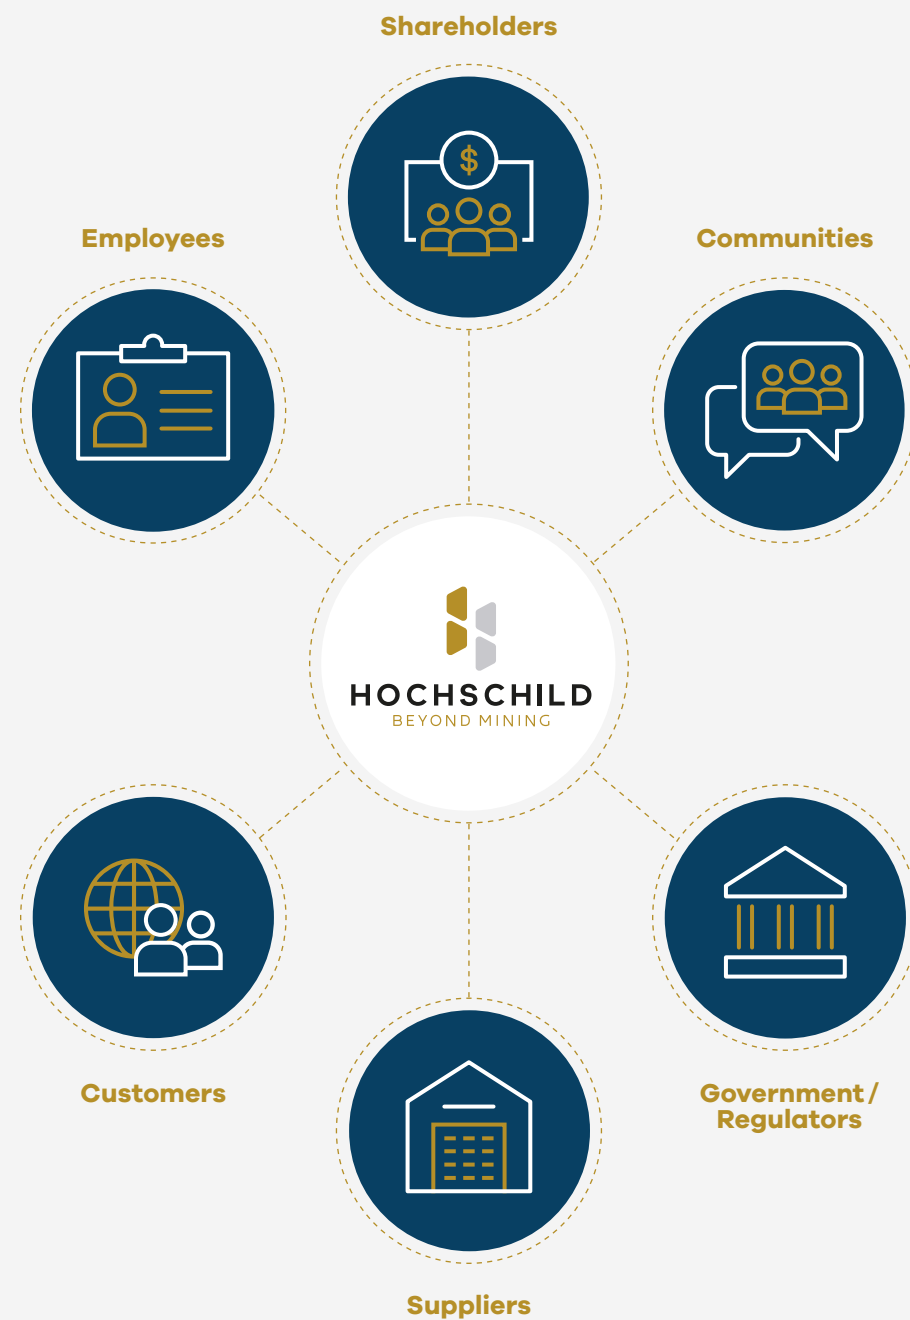 Shareholders
$
Employees
Communities
HOCHSCHILD
BEYOND MINING
Customers
Government/
Regulators
Suppliers